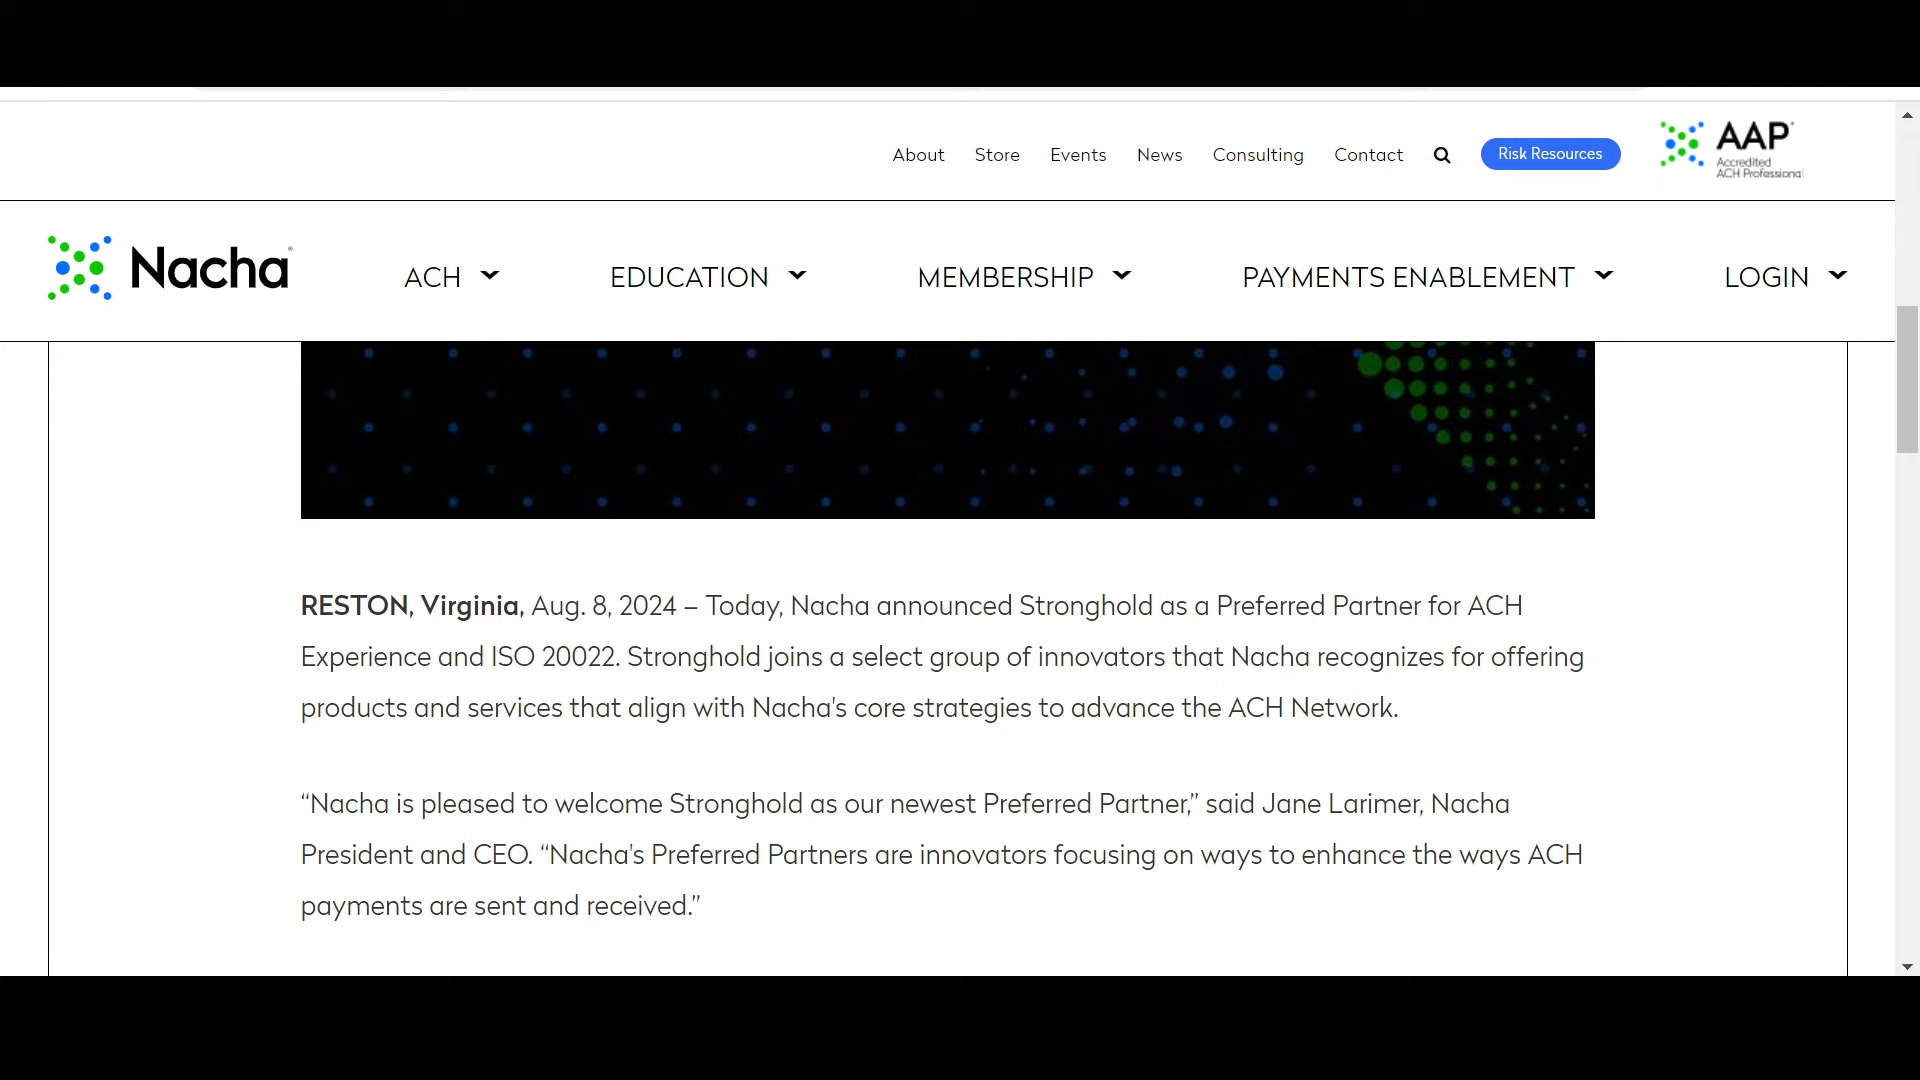 About Store Events News Consulting Contact Risk Resources
AAP
Accredited
ACH Professional
Nacha
ACH EDUCATION MEMBERSHIP PAYMENTS ENABLEMENT LOGIN
RESTON, Virginia, Aug. 8, 2024 – Today, Nacha announced Stronghold as a Preferred Partner for ACH
Experience and ISO 20022. Stronghold joins a select group of innovators that Nacha recognizes for offering
products and services that align with Nacha's core strategies to advance the ACH Network.
“Nacha is pleased to welcome Stronghold as our newest Preferred Partner,” said Jane Larimer, Nacha
President and CEO. “Nacha's Preferred Partners are innovators focusing on ways to enhance the ways ACH
payments are sent and received.”